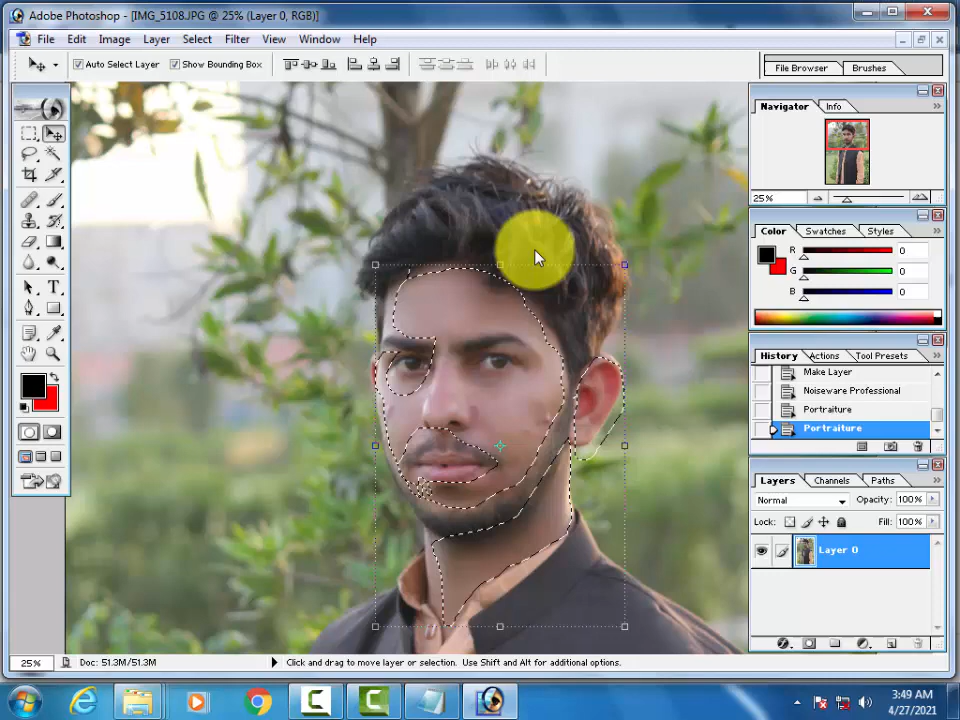 Adobe Photoshop - [IMG_5108.JPG @ 25% (Layer 0, RGB)]
File Edit Image Layer Select Filter View Window Help
Auto Select Layer Show Bounding Box
File Browser Brushes
Navigator Info
25%
Color Swatches Styles
R 0
G 0
B 0
History Actions Tool Presets
Make Layer
Noiseware Professional
Portraiture
Portraiture
Layers Channels Paths
Normal Opacity: 100%
Lock: Fill: 100%
Layer 0
25% Doc: 51.3M/51.3M Click and drag to move layer or selection. Use Shift and Alt for additional options.
3:49 AM
4/27/2021